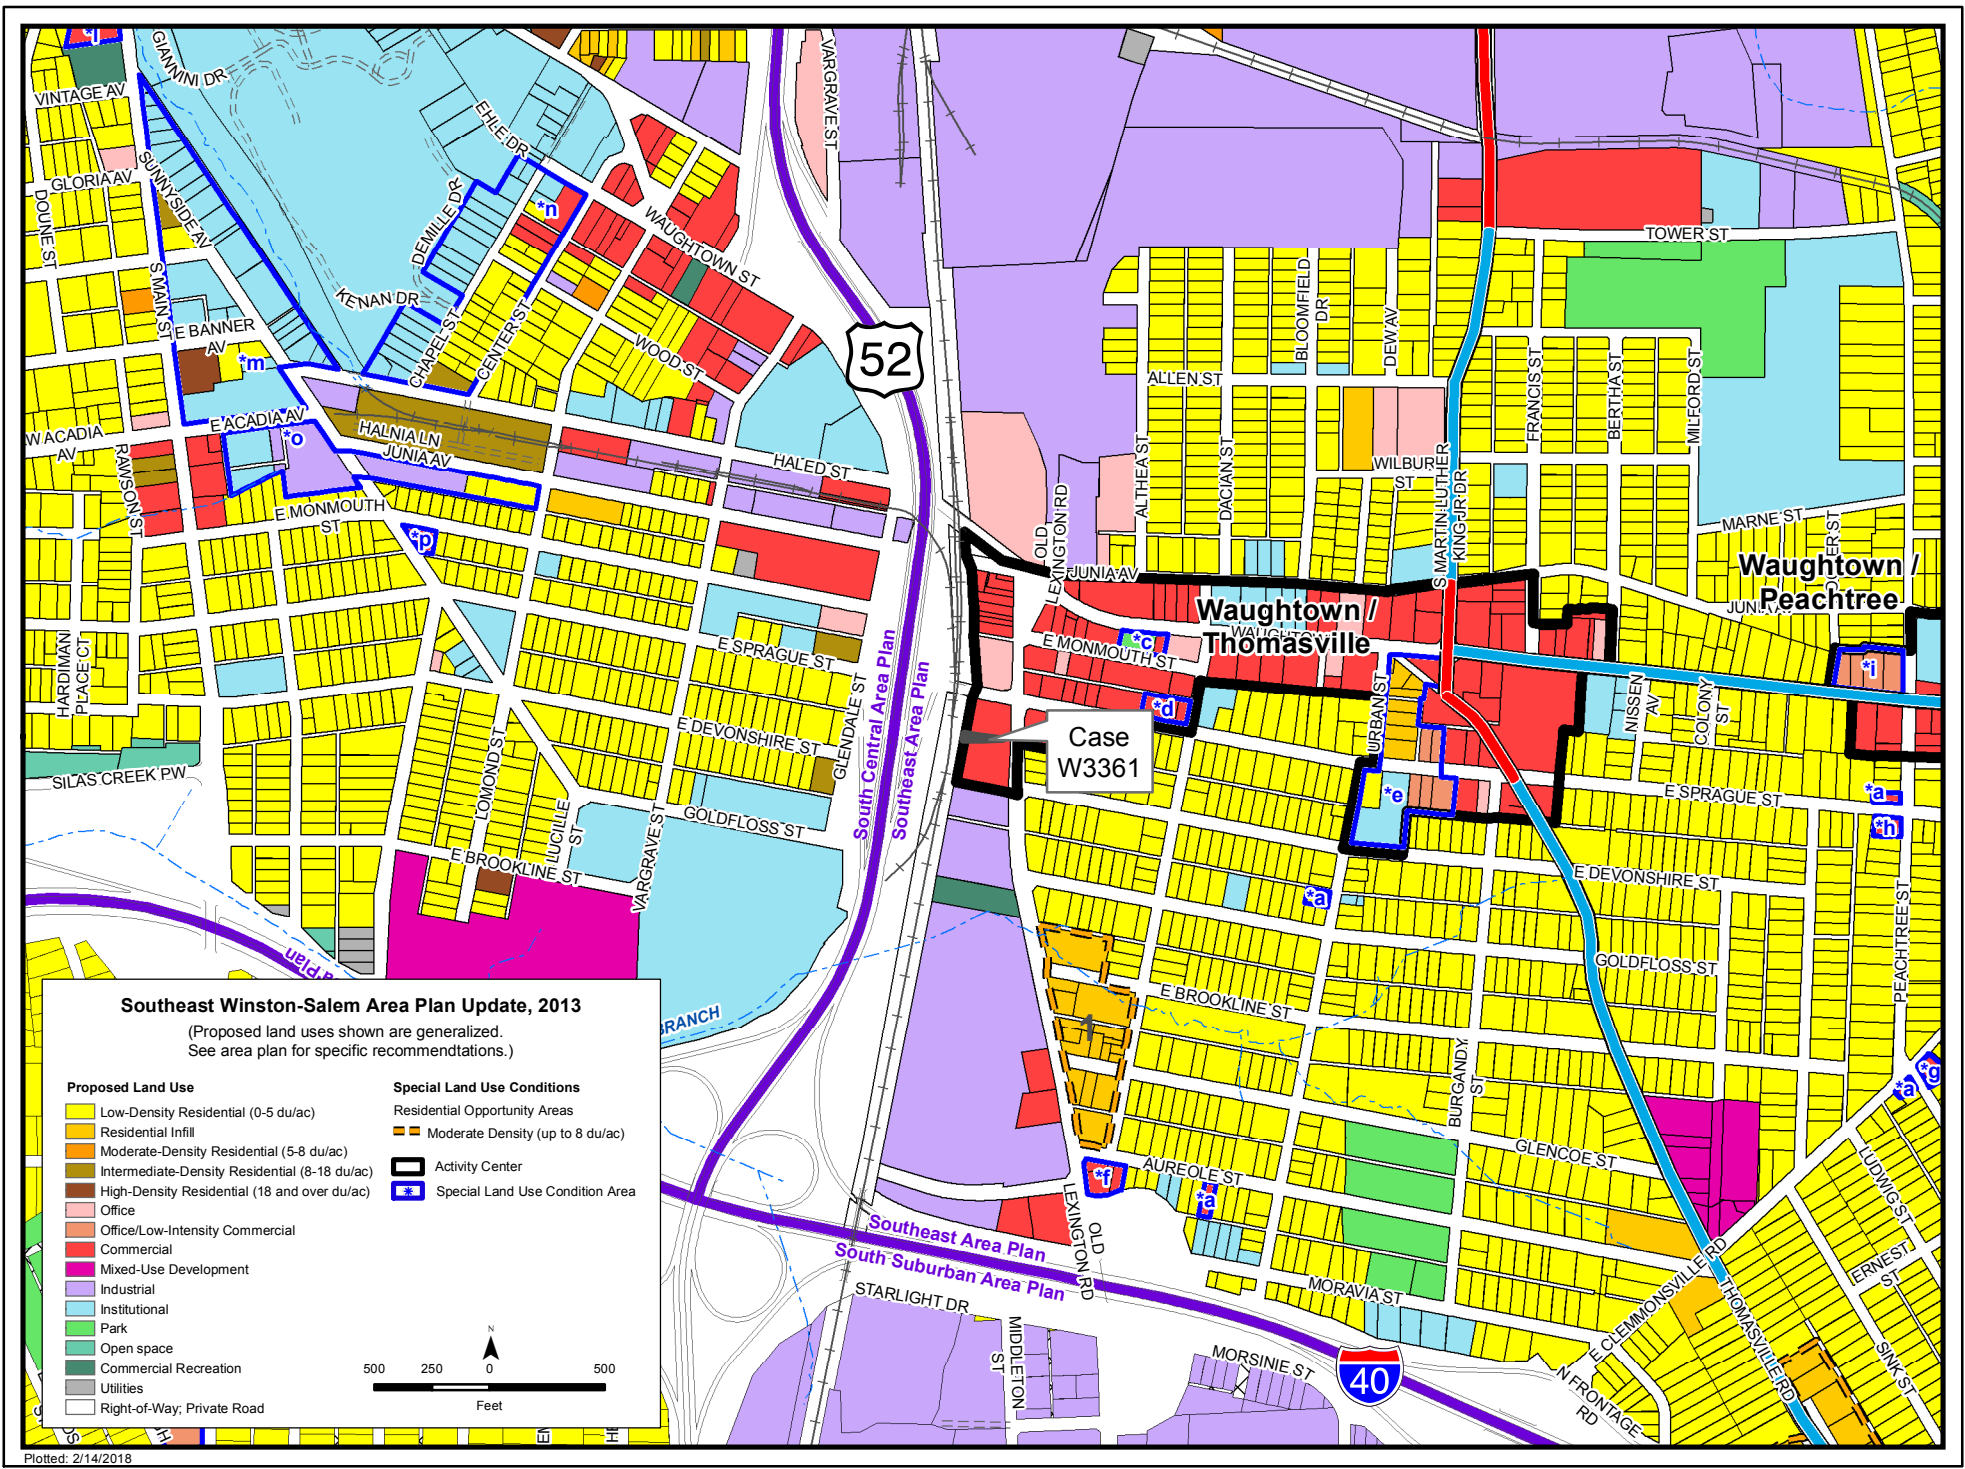 GIANNINI DR
VINTAGE AV
GLORIA AV
DOUNE ST
SUNNYSIDE AV
S MAIN ST
E BANNER
AV
*m
W ACADIA
AV
E ACADIA AV
*o
RAWSON ST
HALNIA LN
JUNIA AV
E MONMOUTH
ST
*p
EHLE DR
DEMILLE DR
*n
KENAN DR
CHAPEL ST
CENTER ST
WAUGHTOWN ST
WOOD ST
HALED ST
VARGRAVE ST
52
HARDIMAN
PLACE CT
SILAS CREEK PW
E SPRAGUE ST
E DEVONSHIRE ST
GLENDALE ST
LOMOND ST
LUCILLE
ST
GOLDFLOSS ST
E BROOKLINE ST
VARGRAVE ST
South Central Area Plan
Southeast Area Plan
TOWER ST
BLOOMFIELD
DR
DEW AV
ALLEN ST
ALTHEA ST
DACIAN ST
WILBUR
ST
S MARTIN LUTHER
KING JR DR
FRANCIS ST
BERTHA ST
MILFORD ST
MARNE ST
OLD
LEXINGTON RD
JUNIA AV
Waughtown /
Thomasville
Waughtown /
Peachtree
*c
E MONMOUTH ST
*d
Case
W3361
URBAN ST
*e
NISSEN
AV
COLONY
ST
*i
E SPRAGUE ST
*a
*h
*a
E DEVONSHIRE ST
GOLDFLOSS ST
PEACHTREE ST
E BROOKLINE ST
1
BURGANDY
ST
GLENCOE ST
*a
*g
AUREOLE ST
*f
*a
OLD
LEXINGTON RD
MORAVIA ST
LUDWIG ST
ERNEST
ST
SINK ST
E CLEMMONSVILLE RD
THOMASVILLE RD
N FRONTAGE
RD
Southeast Area Plan
South Suburban Area Plan
STARLIGHT DR
MIDDLETON
ST
MORSINIE ST
40
BRANCH
Southeast Winston-Salem Area Plan Update, 2013
(Proposed land uses shown are generalized.
See area plan for specific recommendtations.)
Proposed Land Use
Low-Density Residential (0-5 du/ac)
Residential Infill
Moderate-Density Residential (5-8 du/ac)
Intermediate-Density Residential (8-18 du/ac)
High-Density Residential (18 and over du/ac)
Office
Office/Low-Intensity Commercial
Commercial
Mixed-Use Development
Industrial
Institutional
Park
Open space
Commercial Recreation
Utilities
Right-of-Way; Private Road
Special Land Use Conditions
Residential Opportunity Areas
Moderate Density (up to 8 du/ac)
Activity Center
* Special Land Use Condition Area
N
500 250 0 500
Feet
Plotted: 2/14/2018